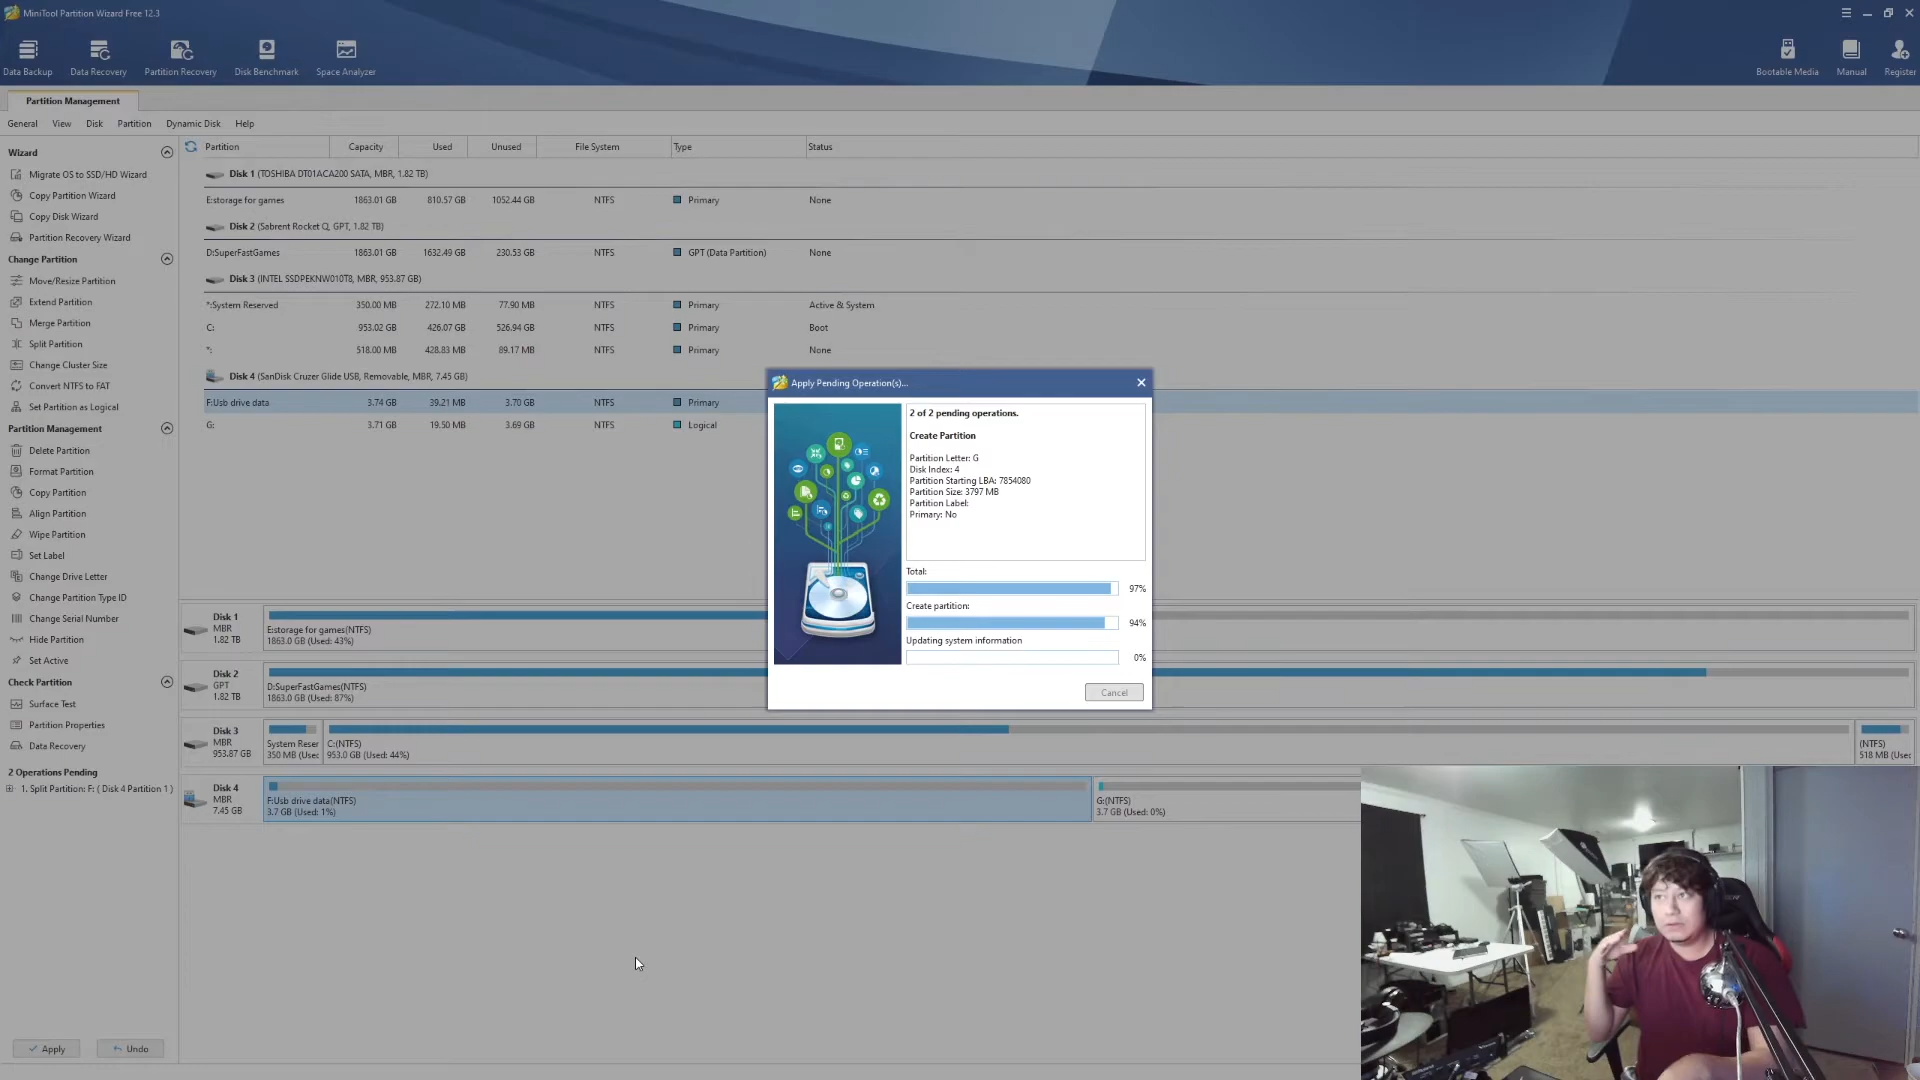 MiniTool Partition Wizard Free 12.3
Data Backup
Data Recovery
Partition Recovery
Disk Benchmark
Space Analyzer
Bootable Media
Manual
Register
Partition Management
General View Disk Partition Dynamic Disk Help
Wizard
Migrate OS to SSD/HD Wizard
Copy Partition Wizard
Copy Disk Wizard
Partition Recovery Wizard
Change Partition
Move/Resize Partition
Extend Partition
Merge Partition
Split Partition
Change Cluster Size
Convert NTFS to FAT
Set Partition as Logical
Partition Management
Delete Partition
Format Partition
Copy Partition
Align Partition
Wipe Partition
Set Label
Change Drive Letter
Change Partition Type ID
Change Serial Number
Hide Partition
Set Active
Check Partition
Surface Test
Partition Properties
Data Recovery
2 Operations Pending
1. Split Partition: F: ( Disk 4 Partition 1 )
Apply
Undo
Partition Capacity Used Unused File System Type Status
Disk 1 (TOSHIBA DT01ACA200 SATA, MBR, 1.82 TB)
E:storage for games 1863.01 GB 810.57 GB 1052.44 GB NTFS Primary None
Disk 2 (Sabrent Rocket Q, GPT, 1.82 TB)
D:SuperFastGames 1863.01 GB 1632.49 GB 230.53 GB NTFS GPT (Data Partition) None
Disk 3 (INTEL SSDPEKNW010T8, MBR, 953.87 GB)
*:System Reserved 350.00 MB 272.10 MB 77.90 MB NTFS Primary Active & System
C: 953.02 GB 426.07 GB 526.94 GB NTFS Primary Boot
*: 518.00 MB 428.83 MB 89.17 MB NTFS Primary None
Disk 4 (SanDisk Cruzer Glide USB, Removable, MBR, 7.45 GB)
F:Usb drive data 3.74 GB 39.21 MB 3.70 GB NTFS Primary
G: 3.71 GB 19.50 MB 3.69 GB NTFS Logical
Apply Pending Operation(s)...
2 of 2 pending operations.
Create Partition
Partition Letter: G
Disk Index: 4
Partition Starting LBA: 7854080
Partition Size: 3797 MB
Partition Label:
Primary: No
Total:
97%
Create partition:
94%
Updating system information
0%
Cancel
Disk 1
MBR
1.82 TB
E:storage for games(NTFS)
1863.0 GB (Used: 43%)
Disk 2
GPT
1.82 TB
D:SuperFastGames(NTFS)
1863.0 GB (Used: 87%)
Disk 3
MBR
953.87 GB
System Reser
350 MB (Used
C:(NTFS)
953.0 GB (Used: 44%)
(NTFS)
518 MB (Used
Disk 4
MBR
7.45 GB
F:Usb drive data(NTFS)
3.7 GB (Used: 1%)
G:(NTFS)
3.7 GB (Used: 0%)